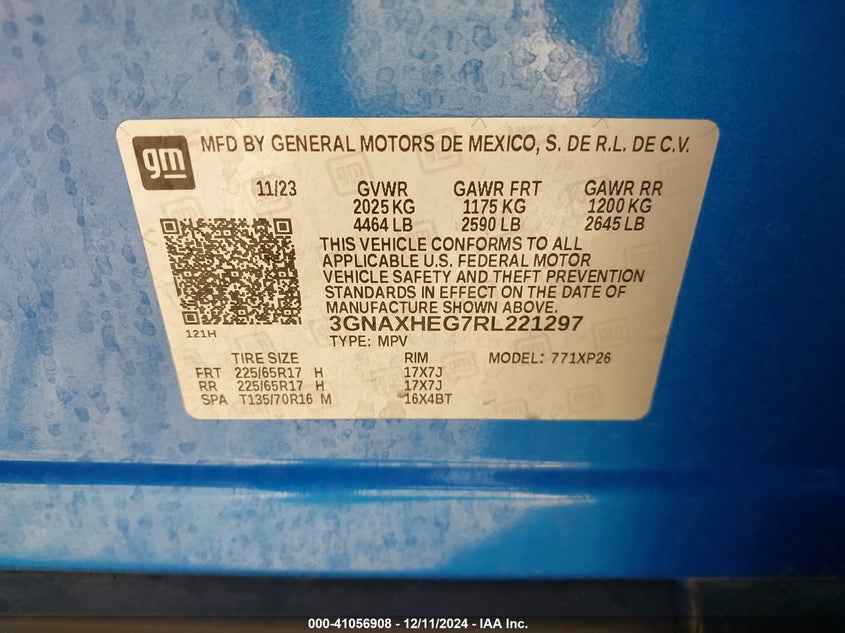 gm MFD BY GENERAL MOTORS DE MEXICO, S. DE R.L. DE C.V.
11/23 GVWR GAWR FRT GAWR RR
2025 KG 1175 KG 1200 KG
4464 LB 2590 LB 2645 LB
THIS VEHICLE CONFORMS TO ALL
APPLICABLE U.S. FEDERAL MOTOR
VEHICLE SAFETY AND THEFT PREVENTION
STANDARDS IN EFFECT ON THE DATE OF
MANUFACTURE SHOWN ABOVE.
3GNAXHEG7RL221297
121H
TYPE: MPV
TIRE SIZE RIM MODEL: 771XP26
FRT 225/65R17 H 17X7J
RR 225/65R17 H 17X7J
SPA T135/70R16 M 16X4BT
000-41056908 - 12/11/2024 - IAA Inc.